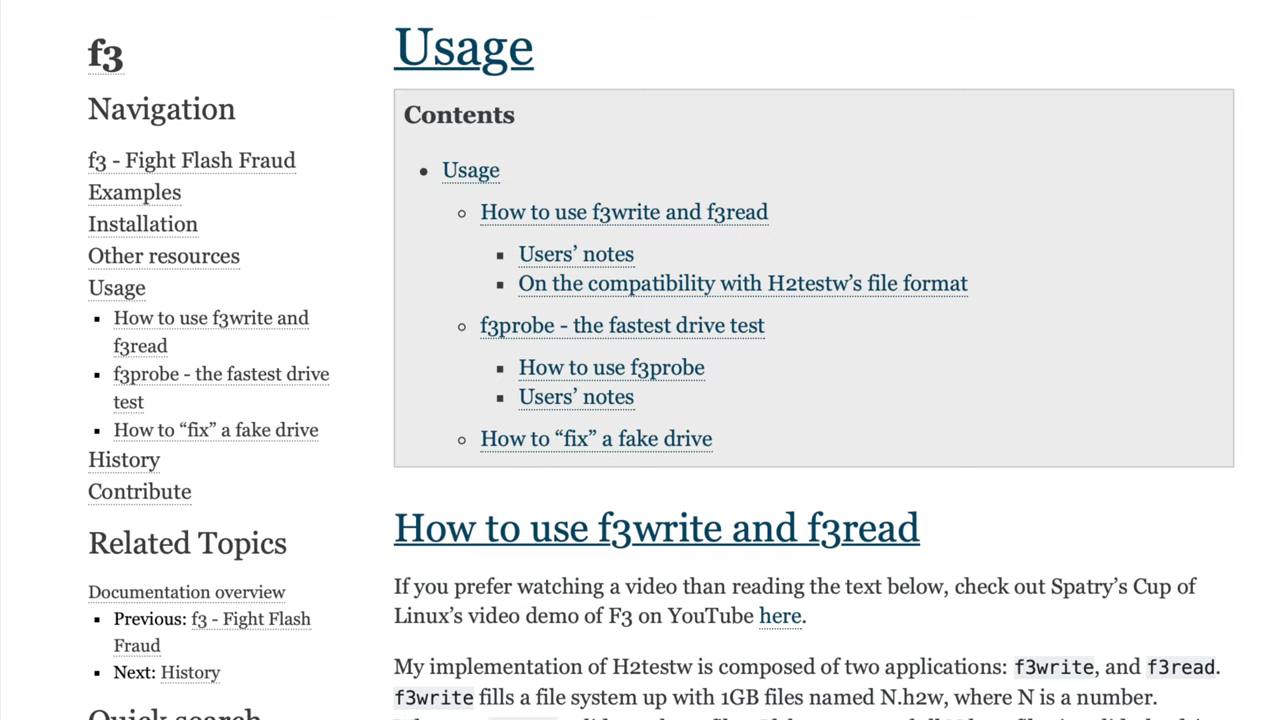 f3
Navigation
f3 - Fight Flash Fraud
Examples
Installation
Other resources
Usage
How to use f3write and
f3read
f3probe - the fastest drive
test
How to “fix” a fake drive
History
Contribute
Related Topics
Documentation overview
Previous: f3 - Fight Flash
Fraud
Next: History
Quick search
Usage
Contents
Usage
How to use f3write and f3read
Users’ notes
On the compatibility with H2testw’s file format
f3probe - the fastest drive test
How to use f3probe
Users’ notes
How to “fix” a fake drive
How to use f3write and f3read
If you prefer watching a video than reading the text below, check out Spatry’s Cup of
Linux’s video demo of F3 on YouTube here.
My implementation of H2testw is composed of two applications: f3write, and f3read.
f3write fills a file system up with 1GB files named N.h2w, where N is a number.